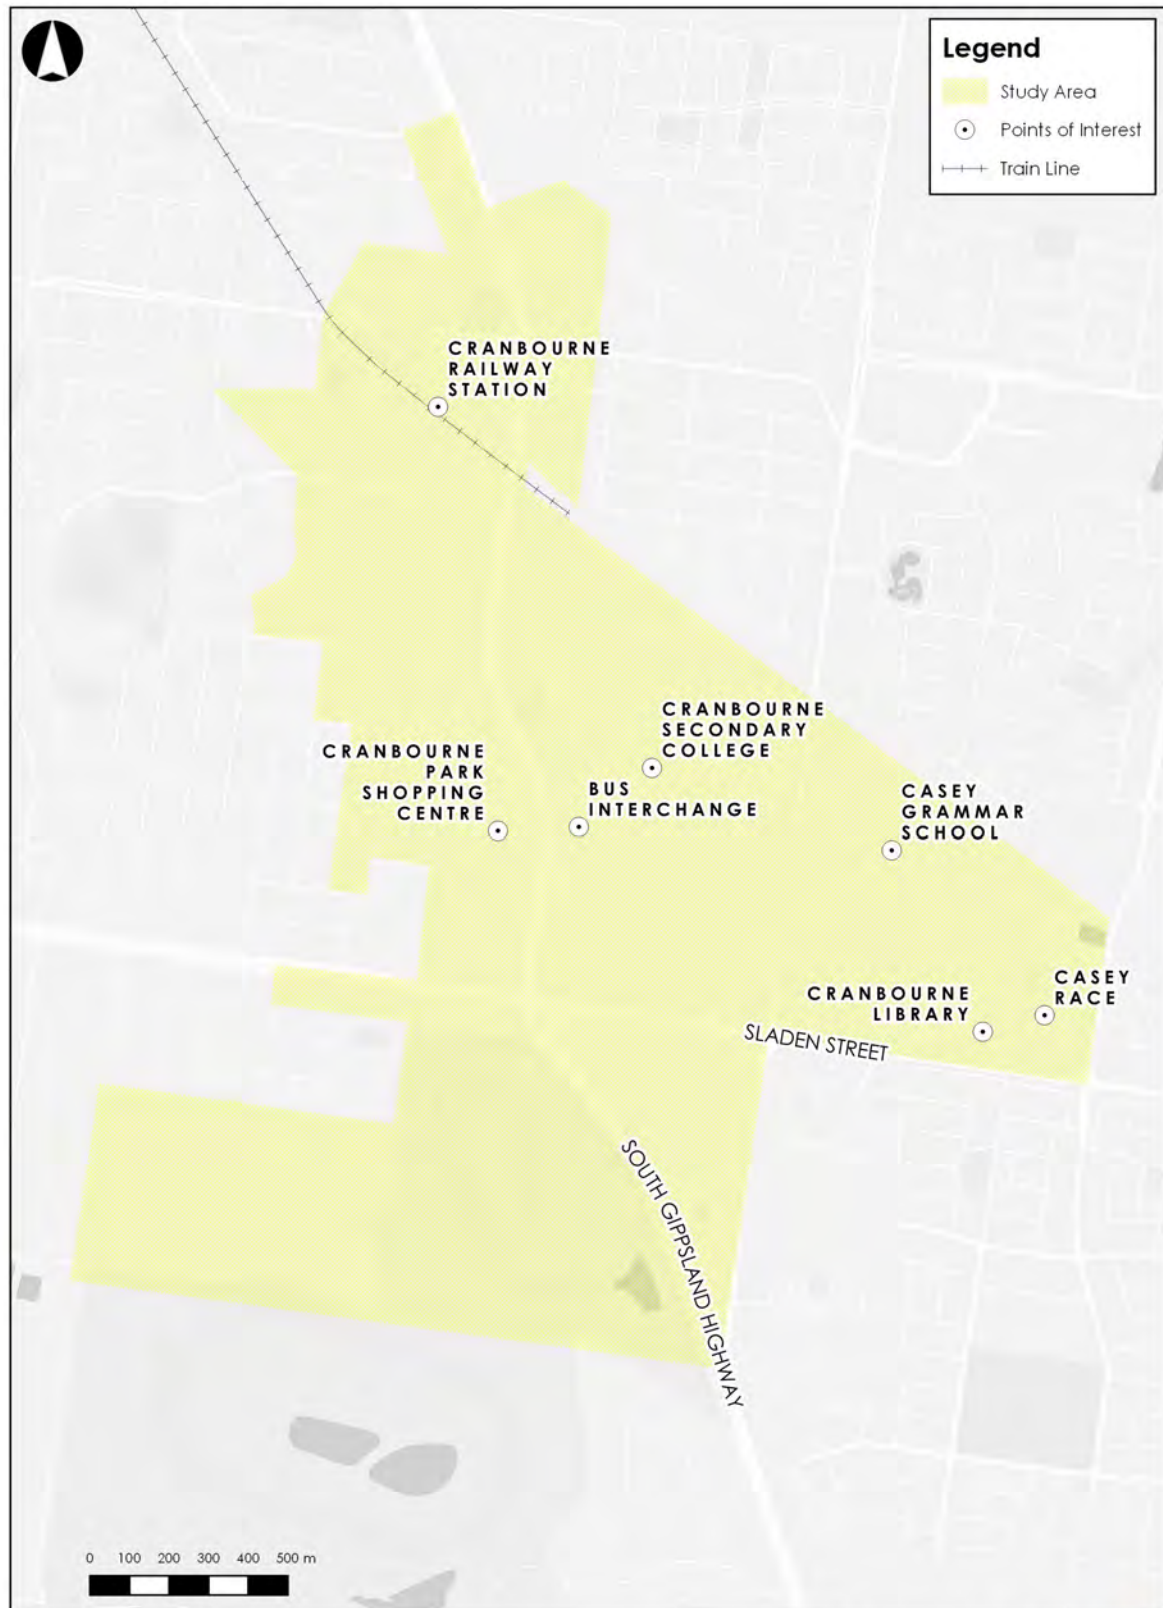 Legend
Study Area
Points of Interest
Train Line
CRANBOURNE
RAILWAY
STATION
CRANBOURNE
SECONDARY
COLLEGE
CRANBOURNE
PARK
SHOPPING
CENTRE
BUS
INTERCHANGE
CASEY
GRAMMAR
SCHOOL
CASEY
RACE
CRANBOURNE
LIBRARY
SLADEN STREET
SOUTH GIPPSLAND HIGHWAY
0 100 200 300 400 500 m